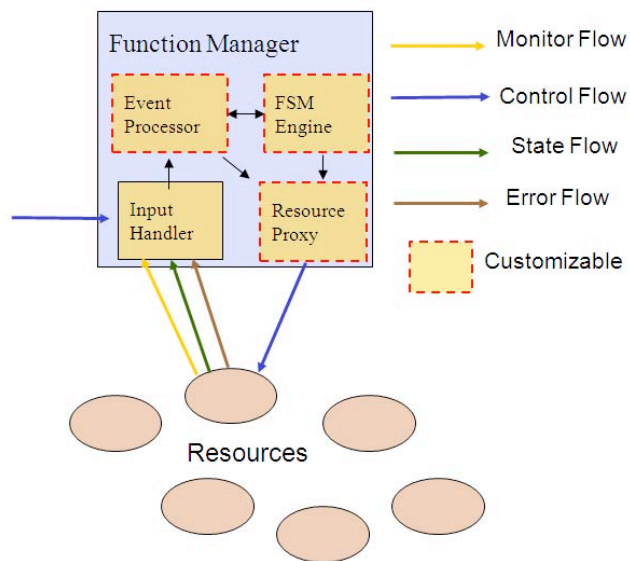 Function Manager
Event
Processor
FSM
Engine
Input
Handler
Resource
Proxy
Monitor Flow
Control Flow
State Flow
Error Flow
Customizable
Resources